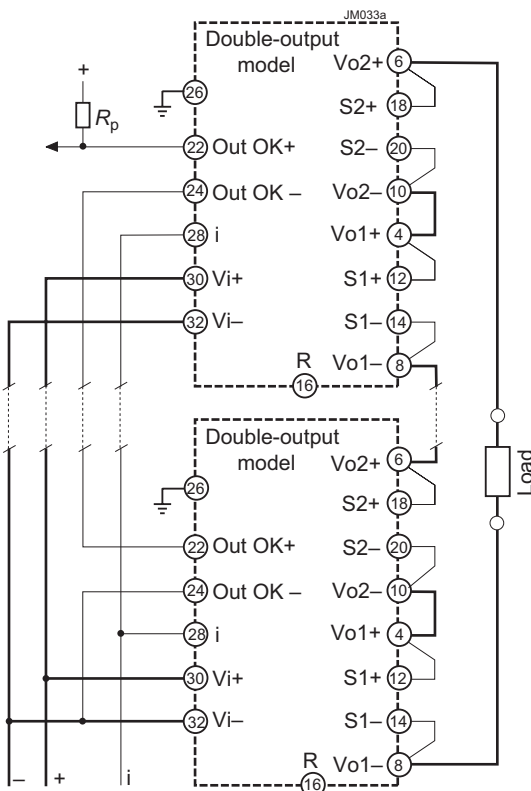 JM033a
Double-output
model
Vo2+ 6
26
S2+ 18
+
Rp
22 Out OK+
S2– 20
24 Out OK –
Vo2– 10
28 i
Vo1+ 4
30 Vi+
S1+ 12
32 Vi–
S1– 14
R
16
Vo1– 8
Double-output
model
Vo2+ 6
26
S2+ 18
Load
22 Out OK+
S2– 20
24 Out OK –
Vo2– 10
28 i
Vo1+ 4
30 Vi+
S1+ 12
32 Vi–
S1– 14
R
16
Vo1– 8
– + i